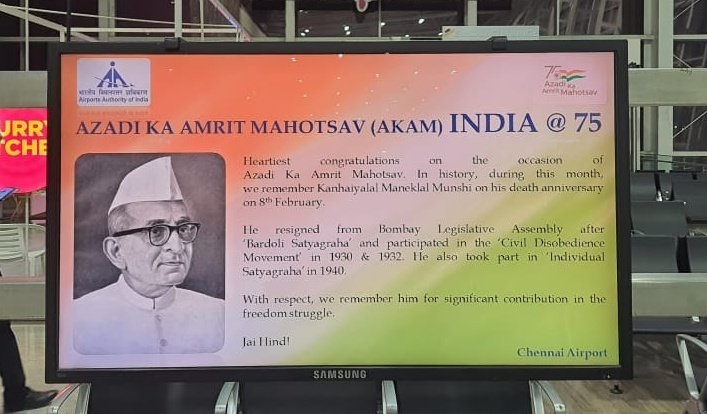 भारतीय विमानपत्तन प्राधिकरण
Airports Authority of India
75
Azadi Ka
Amrit Mahotsav
AZADI KA AMRIT MAHOTSAV (AKAM) INDIA @ 75
URRY
TCHE
Heartiest congratulations on the occasion of
Azadi Ka Amrit Mahotsav. In history, during this month,
we remember Kanhaiyalal Maneklal Munshi on his death anniversary
on 8th February.
He resigned from Bombay Legislative Assembly after
'Bardoli Satyagraha' and participated in the 'Civil Disobedience
Movement' in 1930 & 1932. He also took part in 'Individual
Satyagraha' in 1940.
With respect, we remember him for significant contribution in the
freedom struggle.
Jai Hind!
Chennai Airport
SAMSUNG